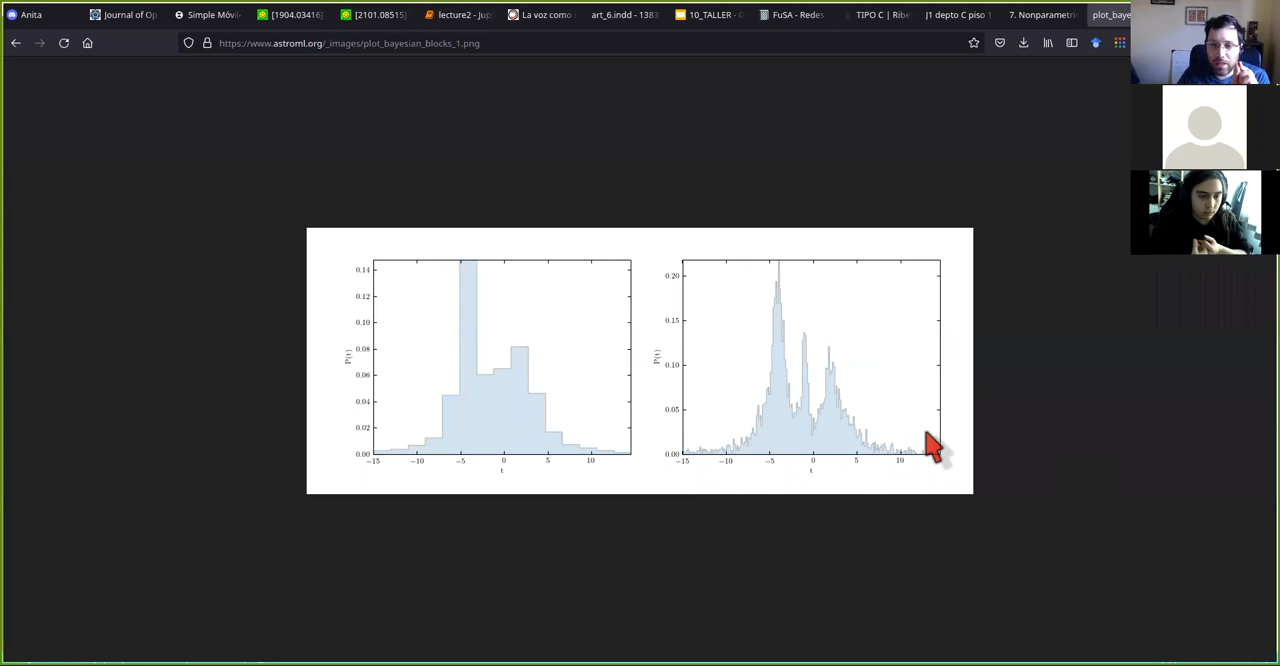 Anita
Journal of Op
Simple Móvil
[1904.03416]
[2101.08515]
lecture2 - Jup
La voz como
art_6.indd - 1383
10_TALLER - G
FuSA - Redes
TIPO C | Ribe
J1 depto C piso 1
7. Nonparametri
plot_baye
https://www.astroml.org/_images/plot_bayesian_blocks_1.png
0.14
0.12
0.10
0.08
0.06
0.04
0.02
0.00
P(t)
−15 −10 −5 0 5 10
t
0.20
0.15
0.10
0.05
0.00
P(t)
−15 −10 −5 0 5 10
t